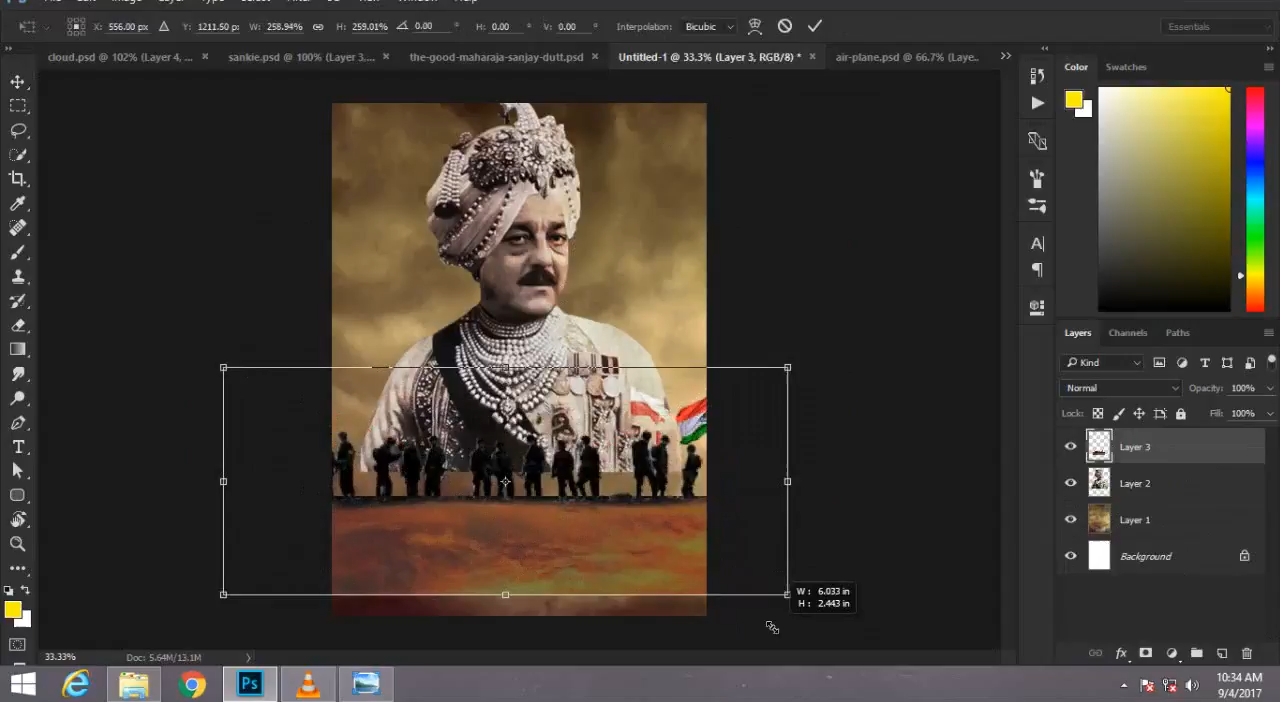 X: 556.00 px Y: 1211.50 p: W: 258.94% H: 259.01% 0.00 ° H: 0.00 ° V: 0.00 ° Interpolation: Bicubic Essentials
cloud.psd @ 102% (Layer 4, ... × sankie.psd @ 100% (Layer 3.... × the-good-maharaja-sanjay-dutt.psd × Untitled-1 @ 33.3% (Layer 3, RGB/8) * × air-plane.psd @ 66.7% (Laye..
Color Swatches
Layers Channels Paths
Kind
Normal Opacity: 100%
Lock: Fill: 100%
Layer 3
Layer 2
Layer 1
Background
W : 6.033 in
H : 2.443 in
33.33% Doc: 5.64M/13.1M
fx
Ps
10:34 AM
9/4/2017